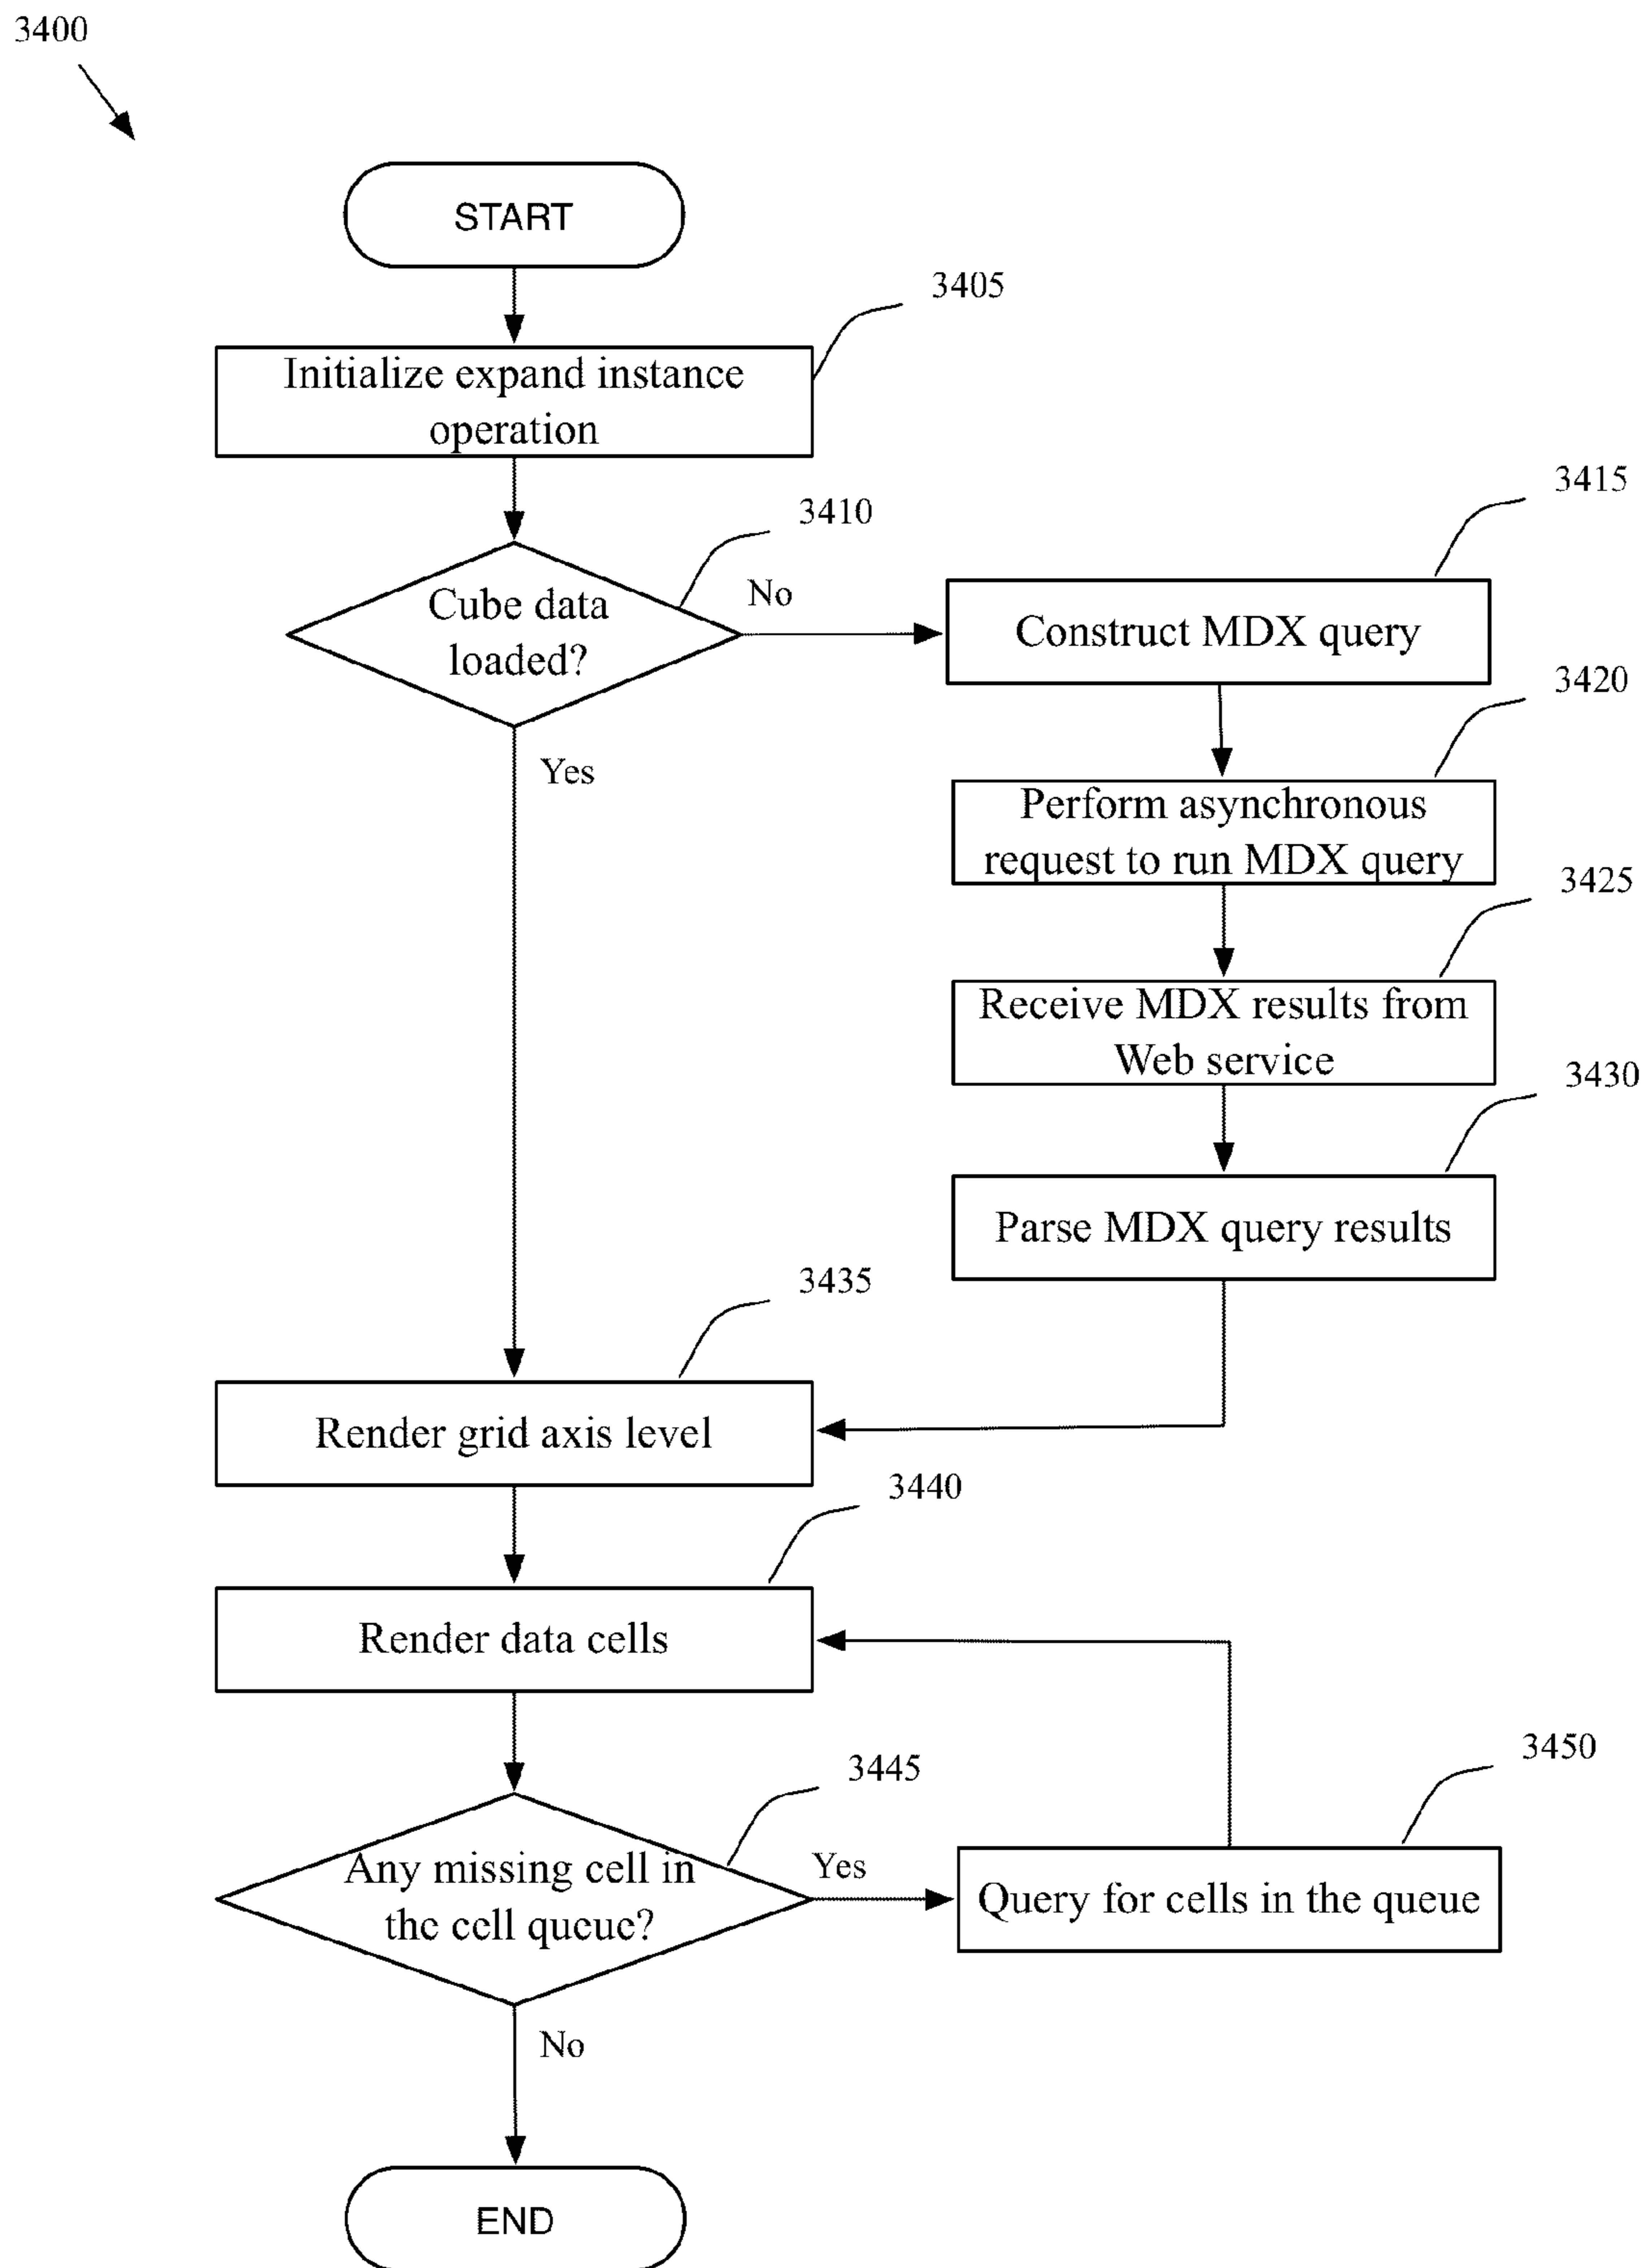 3400
START
3405
Initialize expand instance
operation
3410
3415
Cube data
loaded?
No
Construct MDX query
3420
Yes
Perform asynchronous
request to run MDX query
3425
Receive MDX results from
Web service
3430
Parse MDX query results
3435
Render grid axis level
3440
Render data cells
3445
3450
Any missing cell in
the cell queue?
Yes
Query for cells in the queue
No
END